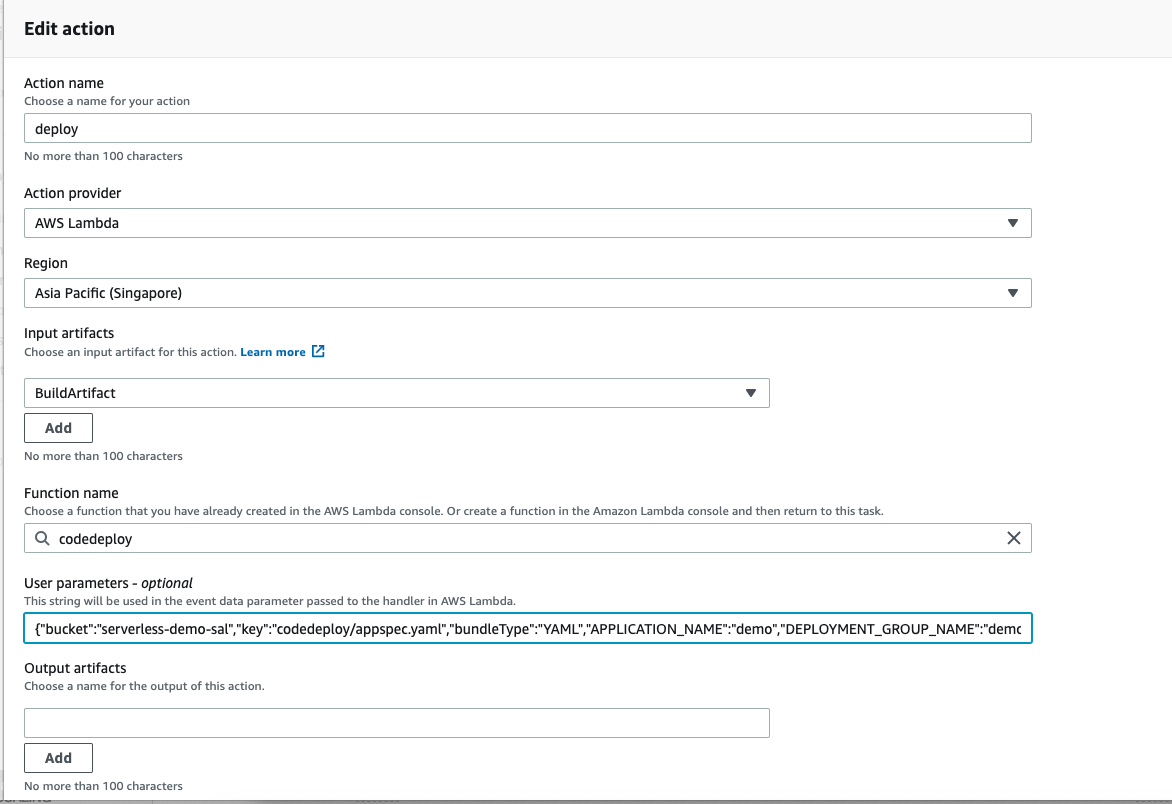 Edit action
Action name
Choose a name for your action
deploy
No more than 100 characters
Action provider
AWS Lambda
Region
Asia Pacific (Singapore)
Input artifacts
Choose an input artifact for this action. Learn more
BuildArtifact
Add
No more than 100 characters
Function name
Choose a function that you have already created in the AWS Lambda console. Or create a function in the Amazon Lambda console and then return to this task.
codedeploy
User parameters - optional
This string will be used in the event data parameter passed to the handler in AWS Lambda.
{"bucket":"serverless-demo-sal","key":"codedeploy/appspec.yaml","bundleType":"YAML","APPLICATION_NAME":"demo","DEPLOYMENT_GROUP_NAME":"demo
Output artifacts
Choose a name for the output of this action.
Add
No more than 100 characters